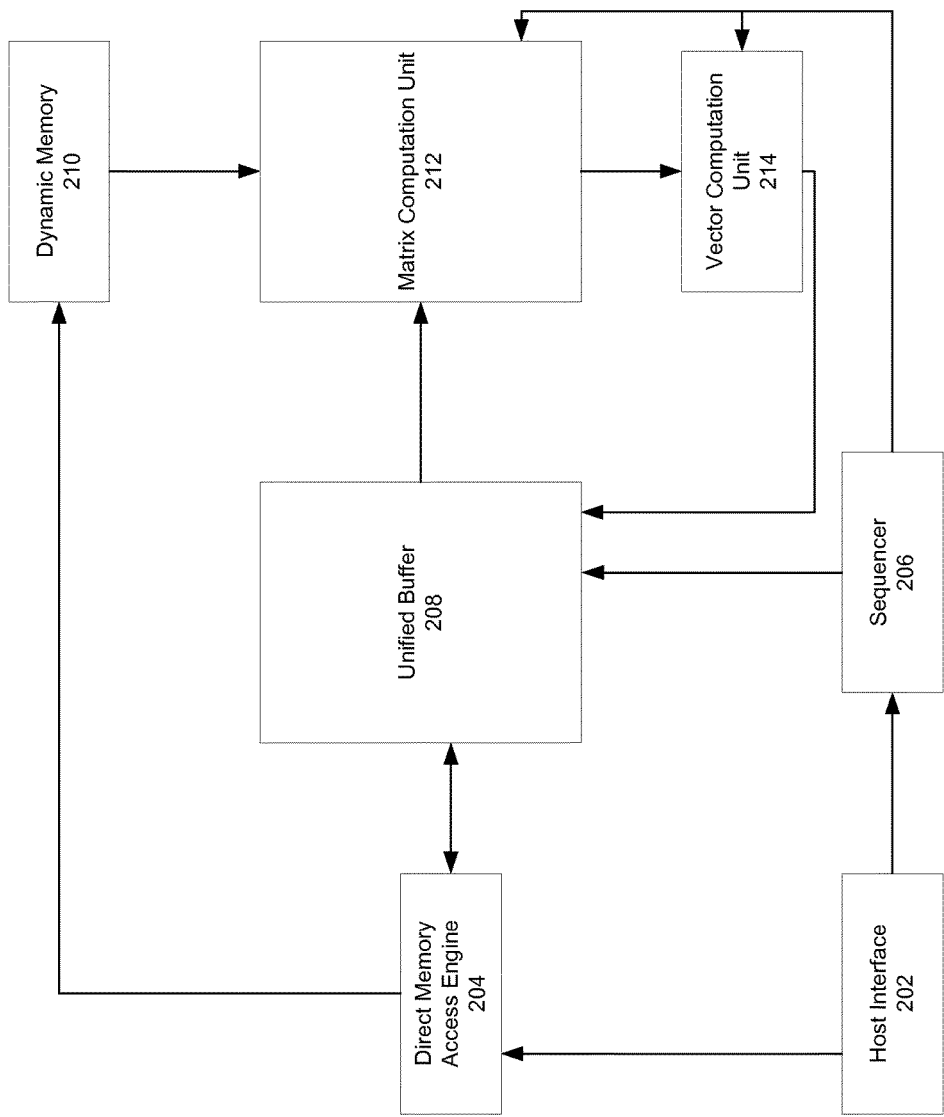 Dynamic Memory
210
Direct Memory
Access Engine
204
Unified Buffer
208
Matrix Computation Unit
212
Vector Computation
Unit
214
Host Interface
202
Sequencer
206